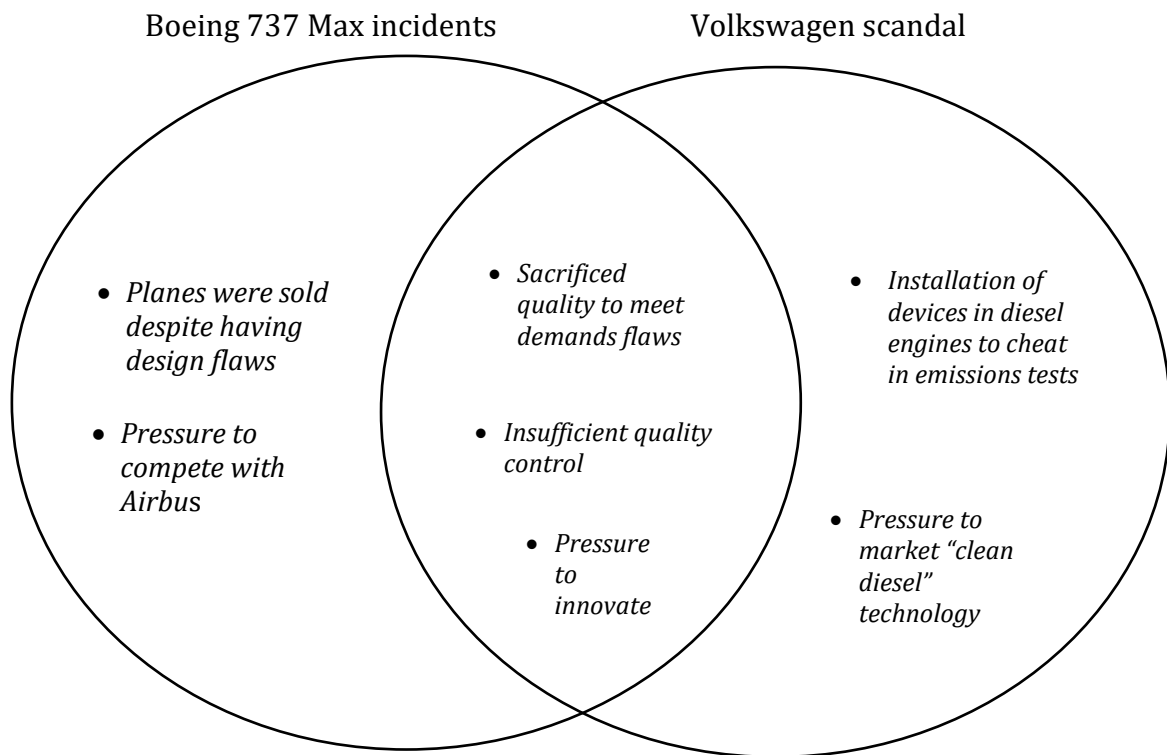 Boeing 737 Max incidents
Volkswagen scandal
• Planes were sold
despite having
design flaws
• Pressure to
compete with
Airbus
• Sacrificed
quality to meet
demands flaws
• Insufficient quality
control
• Pressure
to
innovate
• Installation of
devices in diesel
engines to cheat
in emissions tests
• Pressure to
market “clean
diesel”
technology